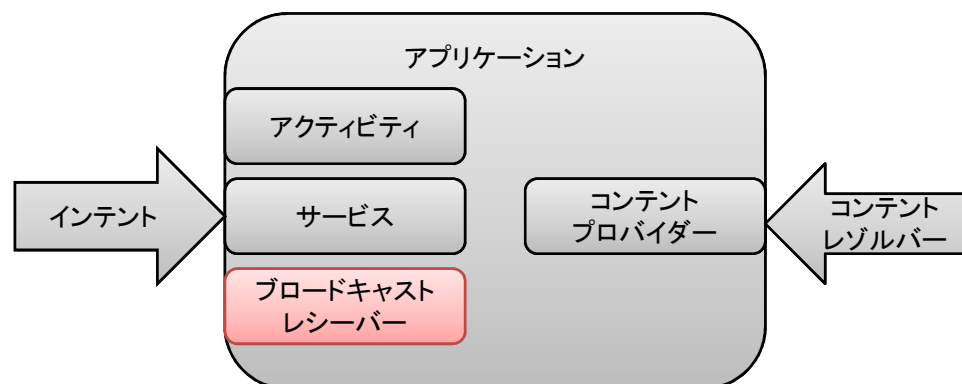 アプリケーション
アクティビティ
インテント
サービス
コンテント
プロバイダー
コンテント
レゾルバー
ブロードキャスト
レシーバー